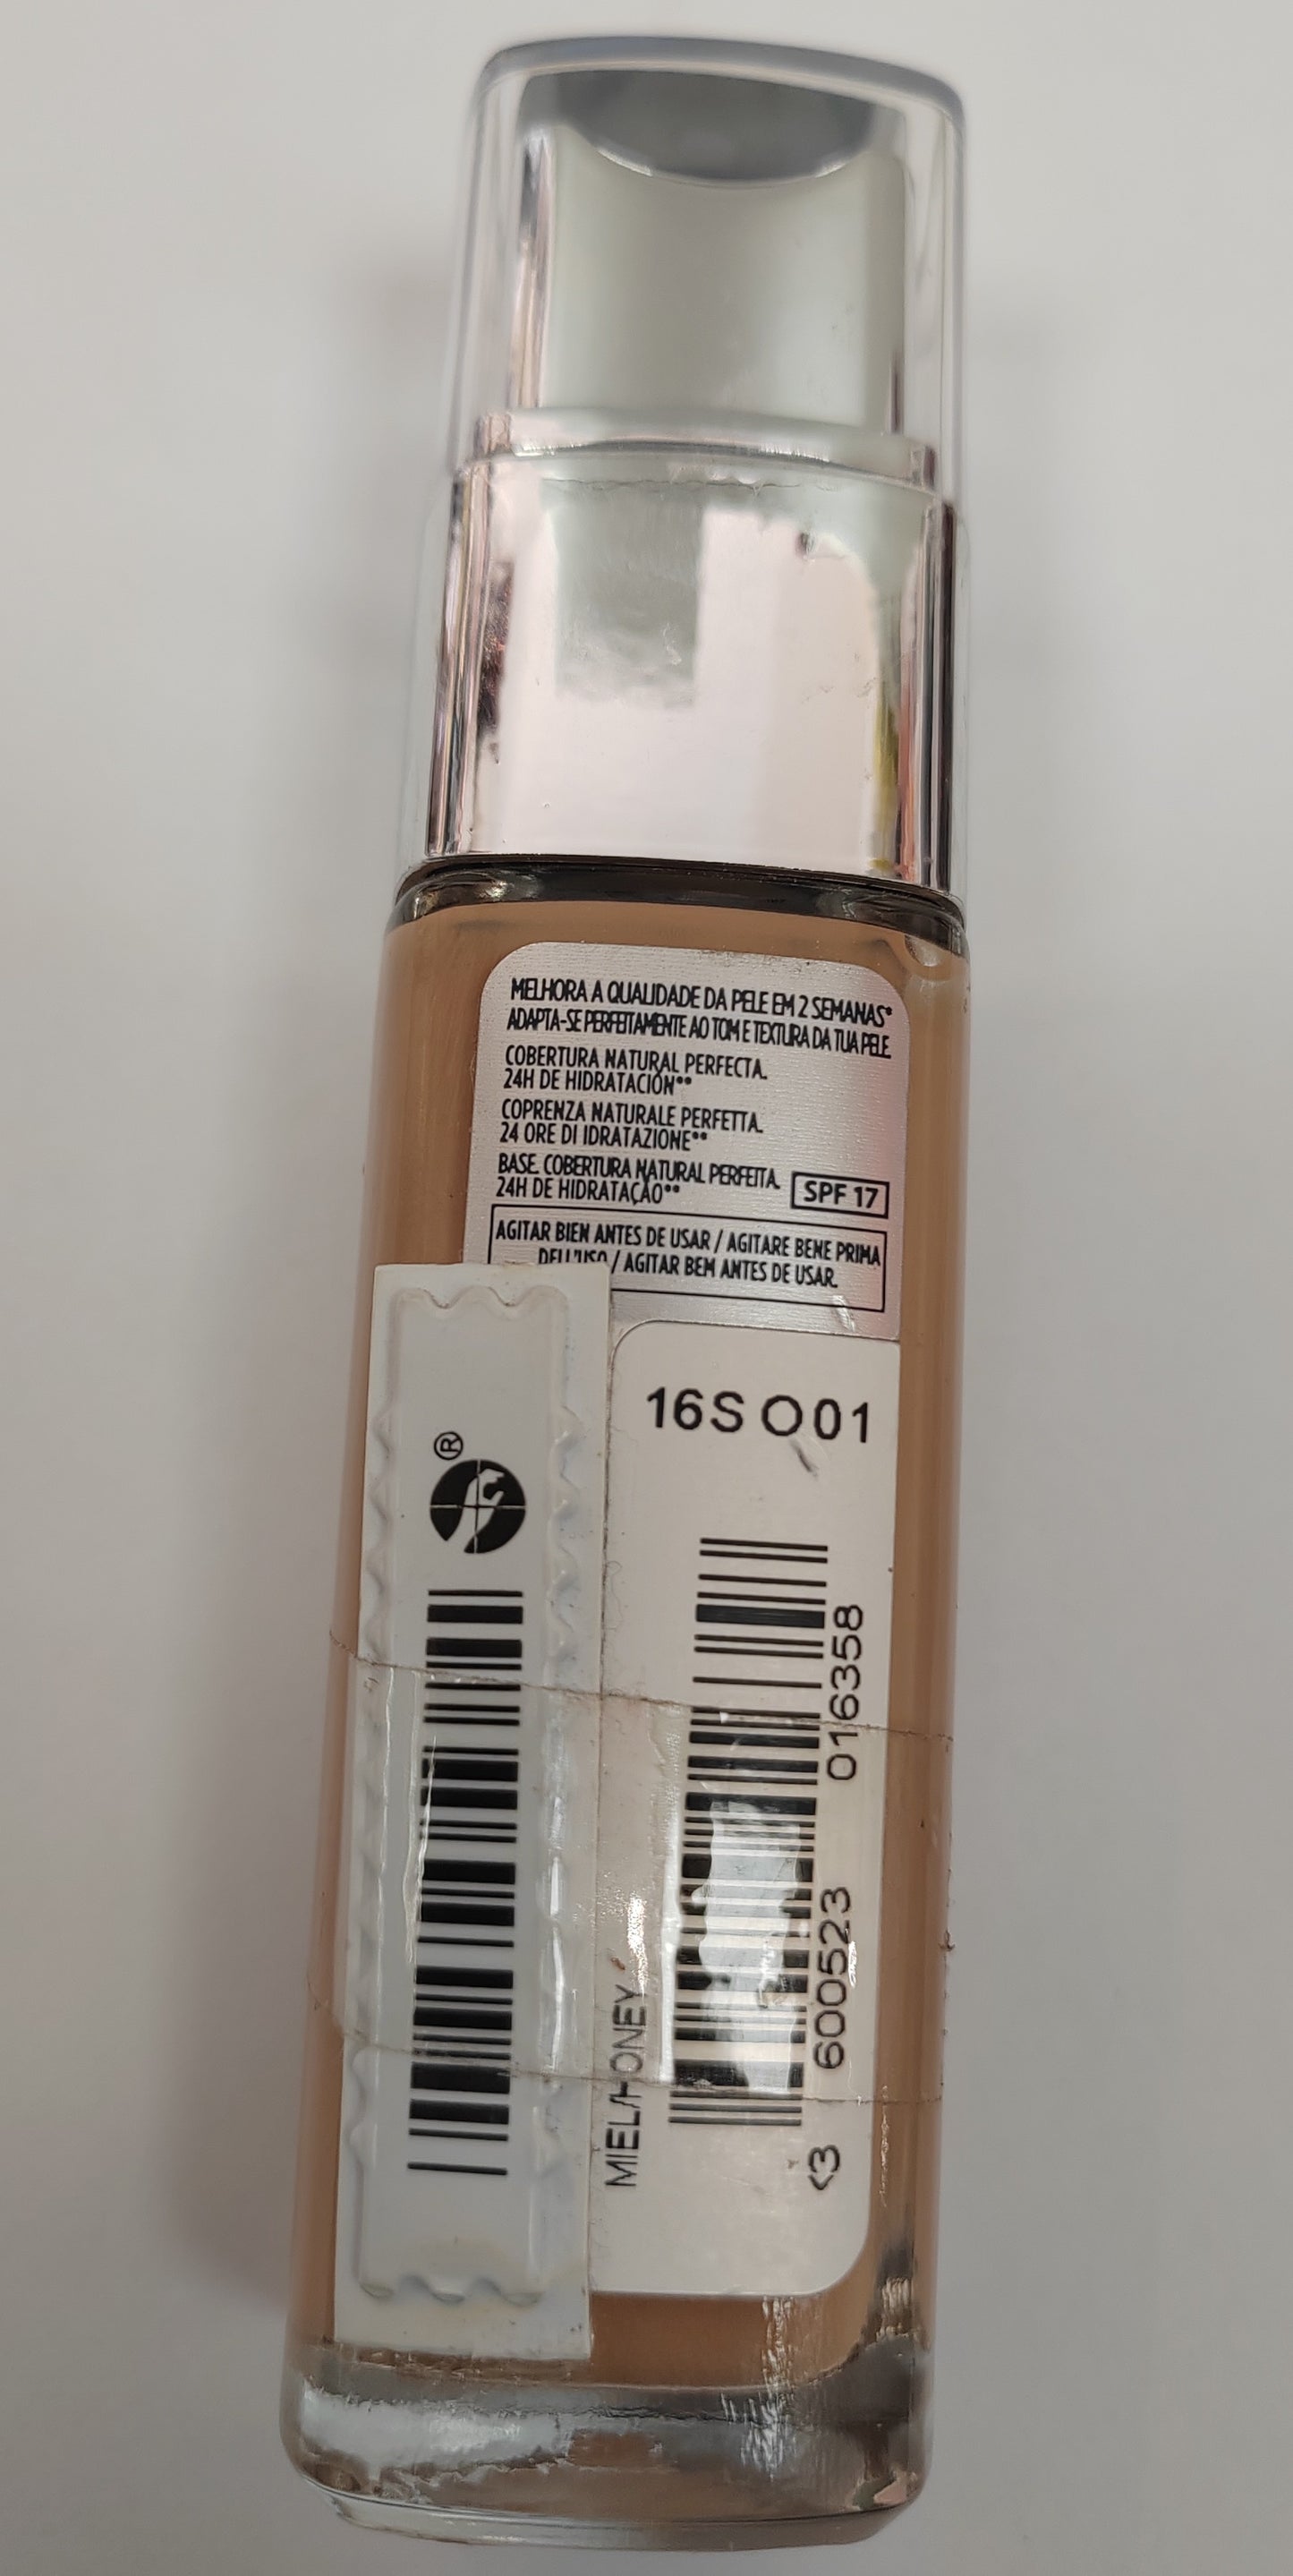 MELHORA A QUALIDADE DA PELE EM 2 SEMANAS*
ADAPTA-SE PERFEITAMENTE AO TOM E TEXTURA DA TUA PELE.
COBERTURA NATURAL PERFECTA.
24H DE HIDRATACIÓN**
COPRENZA NATURALE PERFETTA.
24 ORE DI IDRATAZIONE**
BASE. COBERTURA NATURAL PERFEITA.
24H DE HIDRATAÇÃO**
SPF 17
AGITAR BIEN ANTES DE USAR / AGITARE BENE PRIMA
DELL'USO / AGITAR BEM ANTES DE USAR.
16S O01
®
MIEL/HONEY
<3 600523 016358